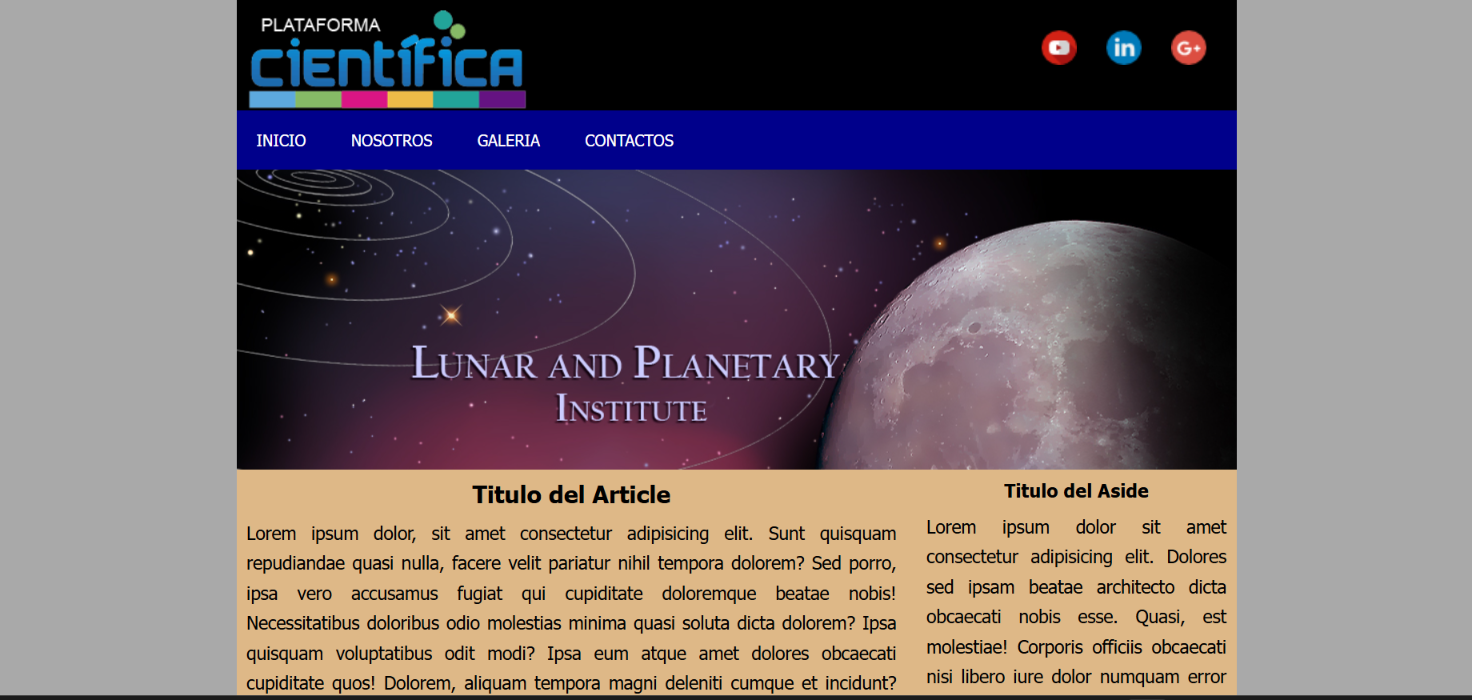 PLATAFORMA
científica
in
G+
INICIO NOSOTROS GALERIA CONTACTOS
LUNAR AND PLANETARY
INSTITUTE
Titulo del Article
Lorem ipsum dolor, sit amet consectetur adipisicing elit. Sunt quisquam
repudiandae quasi nulla, facere velit pariatur nihil tempora dolorem? Sed porro,
ipsa vero accusamus fugiat qui cupiditate doloremque beatae nobis!
Necessitatibus doloribus odio molestias minima quasi soluta dicta dolorem? Ipsa
quisquam voluptatibus odit modi? Ipsa eum atque amet dolores obcaecati
cupiditate quos! Dolorem, aliquam tempora magni deleniti cumque et incidunt?
Titulo del Aside
Lorem ipsum dolor sit amet
consectetur adipisicing elit. Dolores
sed ipsam beatae architecto dicta
obcaecati nobis esse. Quasi, est
molestiae! Corporis officiis obcaecati
nisi libero iure dolor numquam error